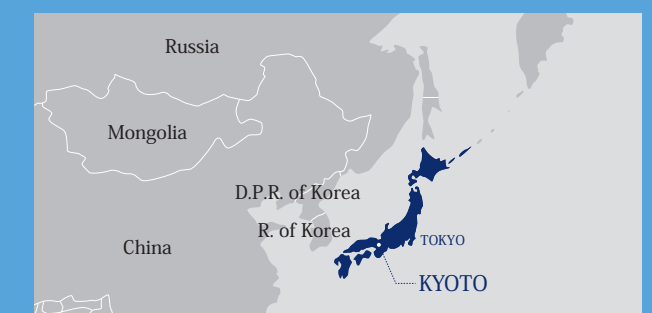 Russia
Mongolia
D.P.R. of Korea
R. of Korea
TOKYO
China
KYOTO